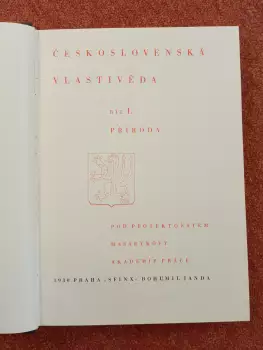 ČESKOSLOVENSKÁ
VLASTIVĚDA
DÍL I.
PŘÍRODA
POD PROTEKTORÁTEM
MASARYKOVY
AKADEMIE PRÁCE
1930 PRAHA »SFINX« BOHUMIL JANDA